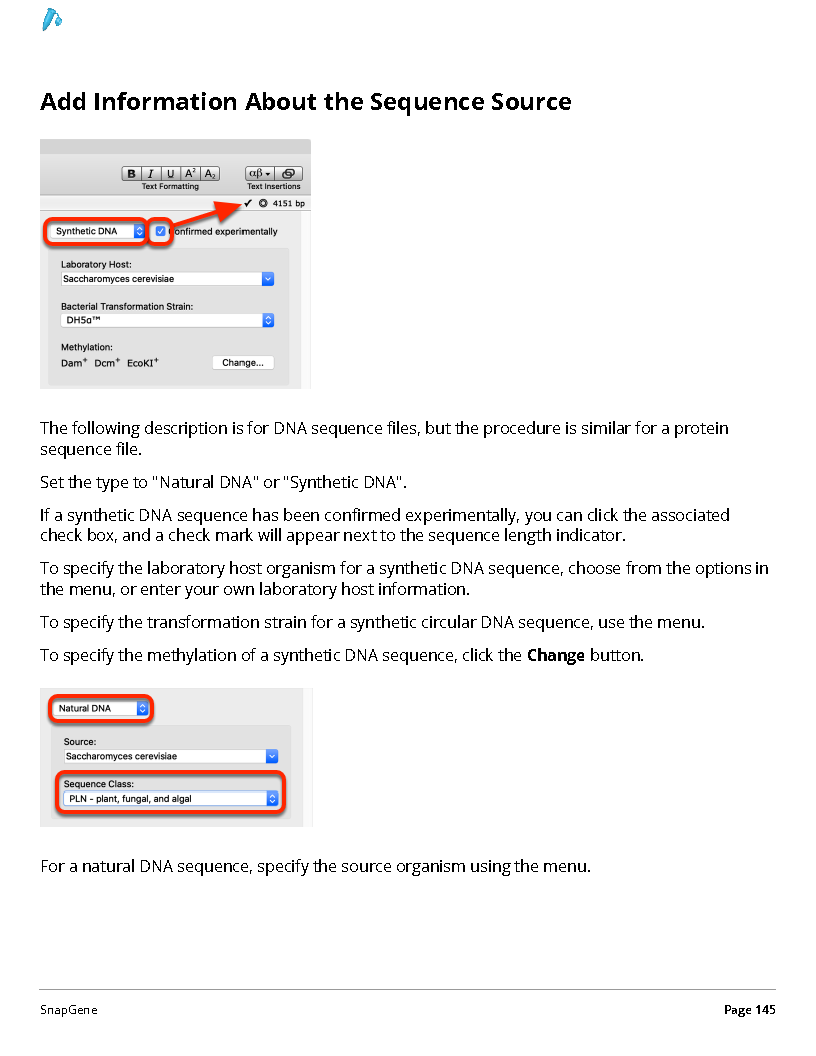 Add Information About the Sequence Source
B I U A² A₂ αβ
Text Formatting Text Insertions
✔ 4151 bp
Synthetic DNA Confirmed experimentally
Laboratory Host:
Saccharomyces cerevisiae
Bacterial Transformation Strain:
DH5α™
Methylation:
Dam⁺ Dcm⁺ EcoKI⁺ Change...
The following description is for DNA sequence files, but the procedure is similar for a protein
sequence file.
Set the type to "Natural DNA" or "Synthetic DNA".
If a synthetic DNA sequence has been confirmed experimentally, you can click the associated
check box, and a check mark will appear next to the sequence length indicator.
To specify the laboratory host organism for a synthetic DNA sequence, choose from the options in
the menu, or enter your own laboratory host information.
To specify the transformation strain for a synthetic circular DNA sequence, use the menu.
To specify the methylation of a synthetic DNA sequence, click the Change button.
Natural DNA
Source:
Saccharomyces cerevisiae
Sequence Class:
PLN - plant, fungal, and algal
For a natural DNA sequence, specify the source organism using the menu.
SnapGene Page 145